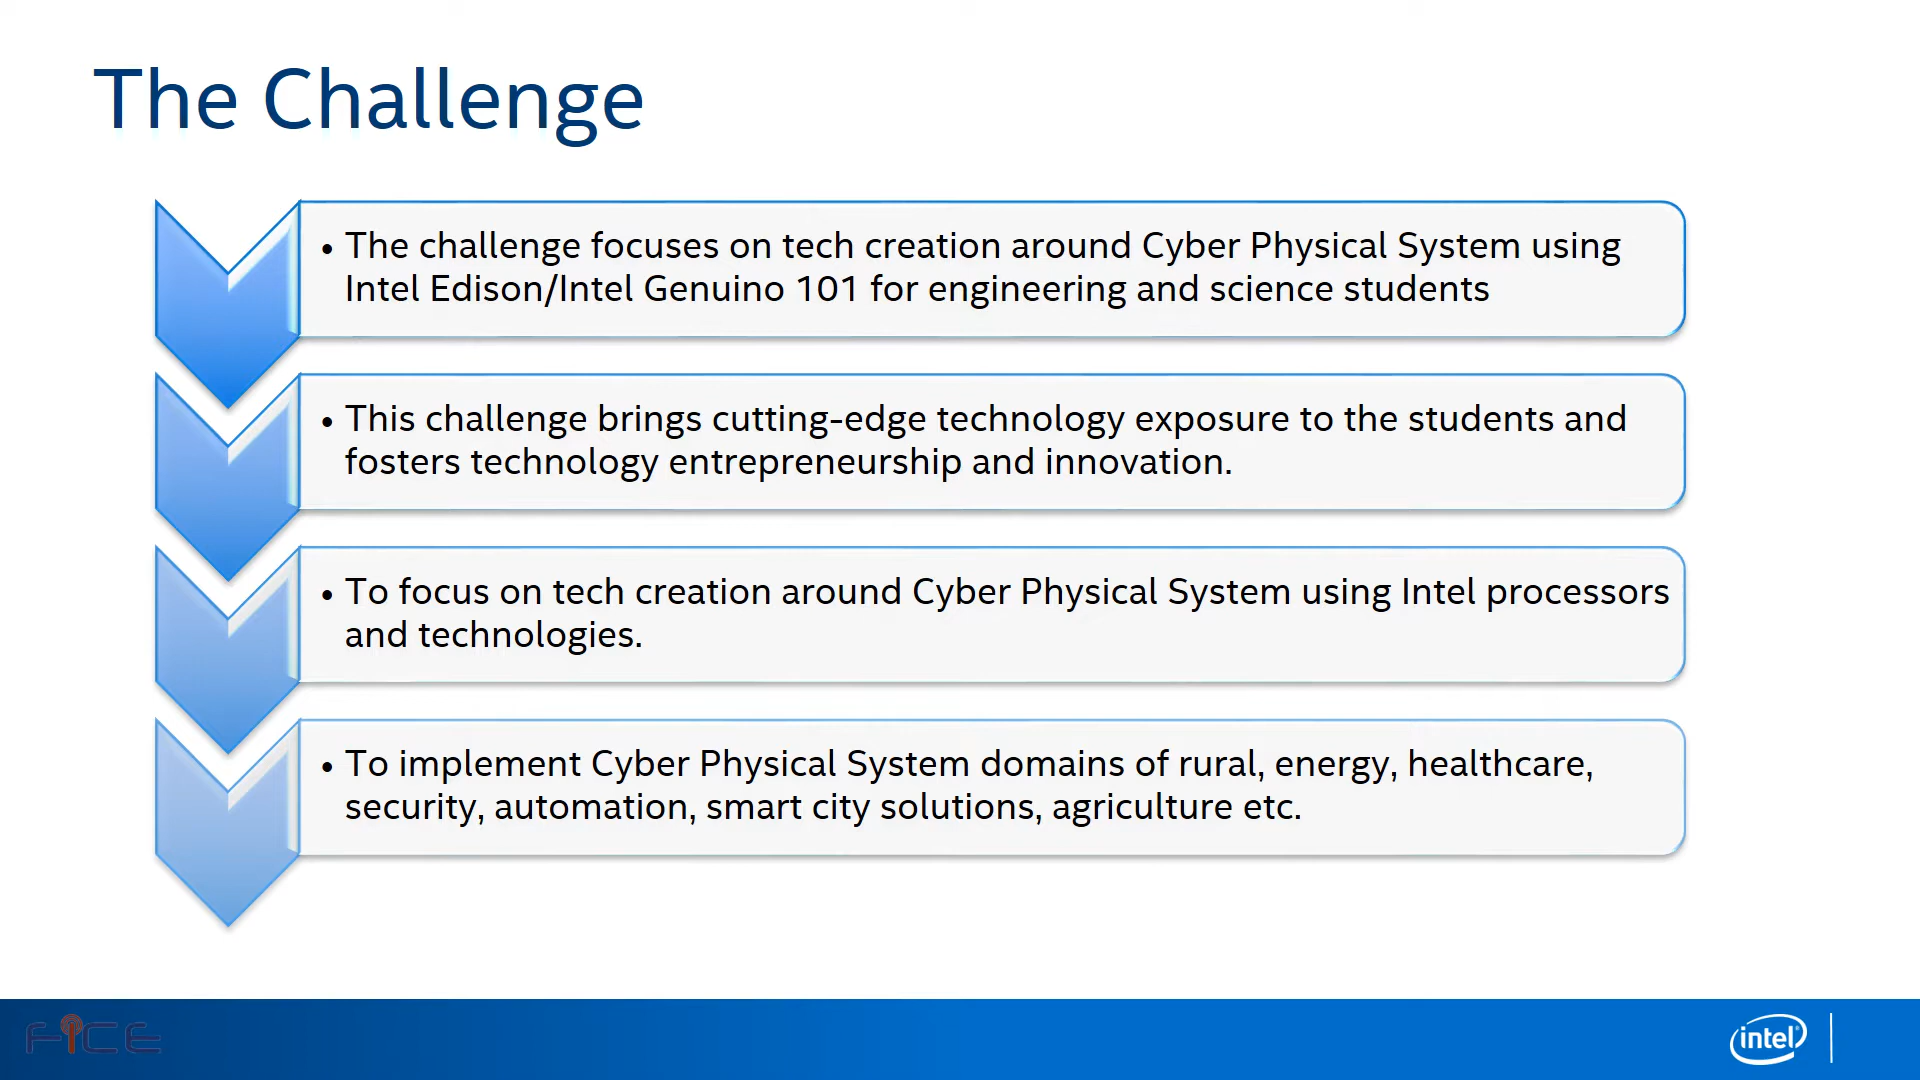 The Challenge
• The challenge focuses on tech creation around Cyber Physical System using
Intel Edison/Intel Genuino 101 for engineering and science students
• This challenge brings cutting-edge technology exposure to the students and
fosters technology entrepreneurship and innovation.
• To focus on tech creation around Cyber Physical System using Intel processors
and technologies.
• To implement Cyber Physical System domains of rural, energy, healthcare,
security, automation, smart city solutions, agriculture etc.
FiCE
intel